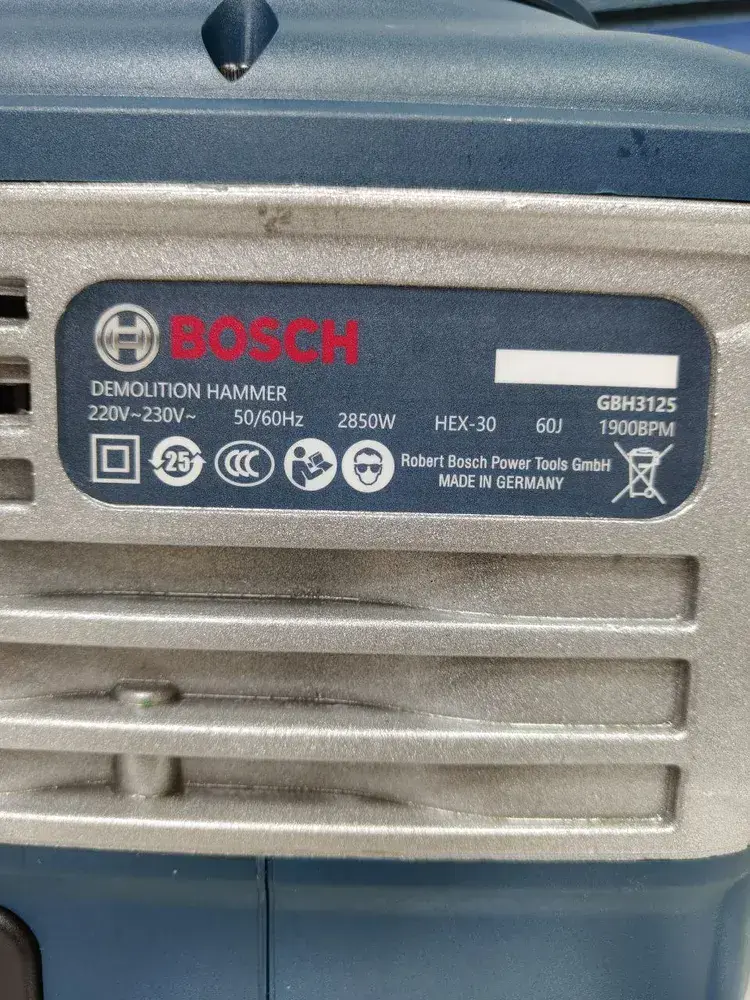 BOSCH
DEMOLITION HAMMER
GBH3125
220V~230V~ 50/60Hz 2850W HEX-30 60J 1900BPM
25
CCC
Robert Bosch Power Tools GmbH
MADE IN GERMANY